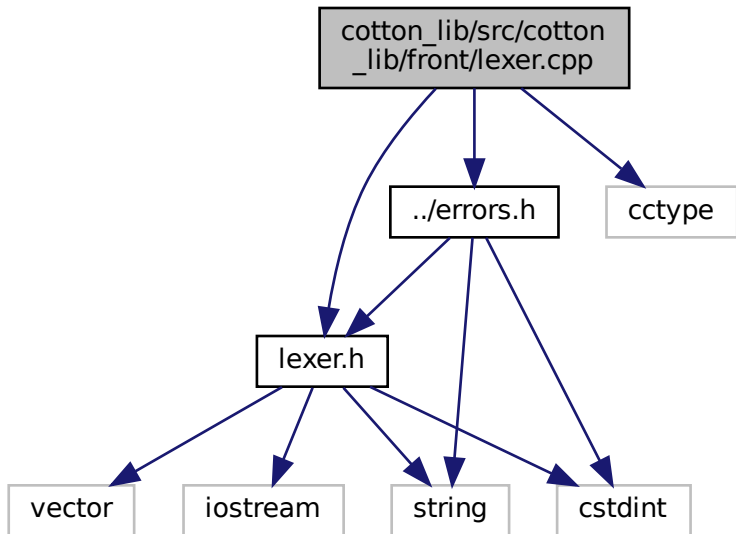 cotton_lib/src/cotton
_lib/front/lexer.cpp
../errors.h
cctype
lexer.h
vector
iostream
string
cstdint